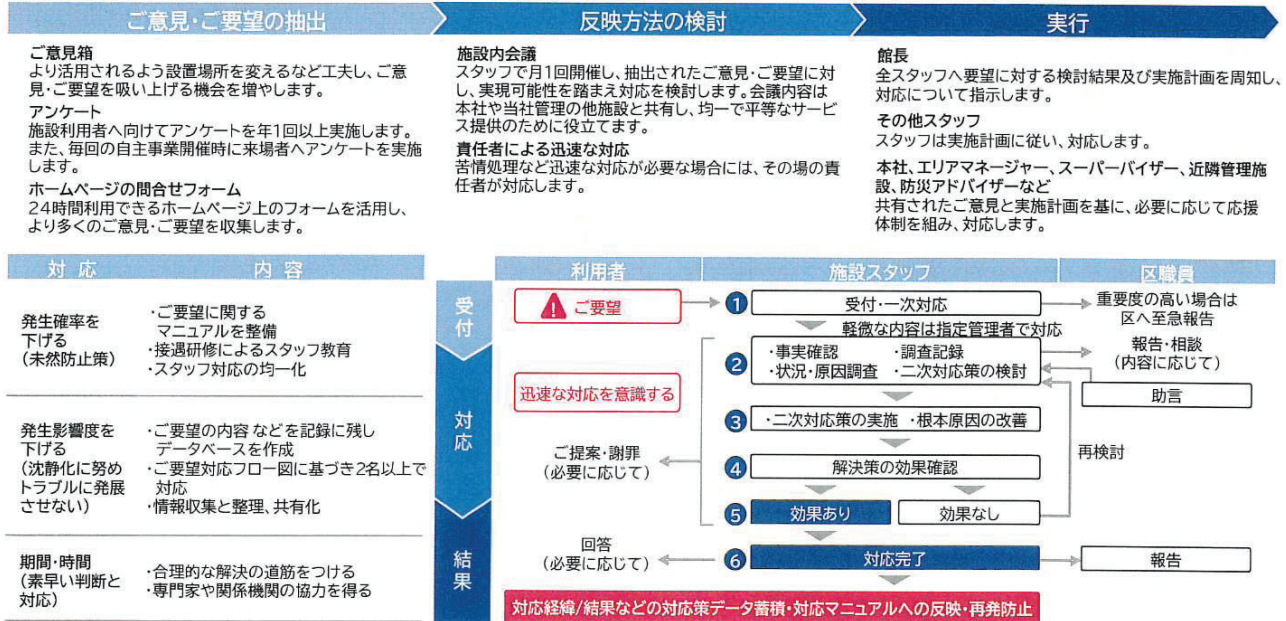 ご意見・ご要望の抽出
反映方法の検討
実行
ご意見箱
より活用されるよう設置場所を変えるなど工夫し、ご意
見・ご要望を吸い上げる機会を増やします。
アンケート
施設利用者へ向けてアンケートを年1回以上実施します。
また、毎回の自主事業開催時に来場者へアンケートを実施
します。
ホームページの問合せフォーム
24時間利用できるホームページ上のフォームを活用し、
より多くのご意見・ご要望を収集します。
施設内会議
スタッフで月1回開催し、抽出されたご意見・ご要望に対
し、実現可能性を踏まえ対応を検討します。会議内容は
本社や当社管理の他施設と共有し、均一で平等なサービ
ス提供のために役立てます。
責任者による迅速な対応
苦情処理など迅速な対応が必要な場合には、その場の責
任者が対応します。
館長
全スタッフへ要望に対する検討結果及び実施計画を周知し、
対応について指示します。
その他スタッフ
スタッフは実施計画に従い、対応します。
本社、エリアマネージャー、スーパーバイザー、近隣管理施
設、防災アドバイザーなど
共有されたご意見と実施計画を基に、必要に応じて応援
体制を組み、対応します。
対応 内容
発生確率を
下げる
(未然防止策)
・ご要望に関する
マニュアルを整備
・接遇研修によるスタッフ教育
・スタッフ対応の均一化
発生影響度を
下げる
(沈静化に努め
トラブルに発展
させない)
・ご要望の内容 などを記録に残し
データベースを作成
・ご要望対応フロー図に基づき2名以上で
対応
・情報収集と整理、共有化
期間・時間
(素早い判断と
対応)
・合理的な解決の道筋をつける
・専門家や関係機関の協力を得る
利用者 施設スタッフ 区職員
受付
対応
結果
ご要望
1 受付・一次対応
重要度の高い場合は
区へ至急報告
軽微な内容は指定管理者で対応
2
・事実確認 ・調査記録
・状況・原因調査 ・二次対応策の検討
報告・相談
(内容に応じて)
助言
迅速な対応を意識する
3 ・二次対応策の実施 ・根本原因の改善
再検討
ご提案・謝罪
(必要に応じて)
4 解決策の効果確認
5 効果あり 効果なし
回答
(必要に応じて)
6 対応完了
報告
対応経緯/結果などの対応策データ蓄積・対応マニュアルへの反映・再発防止